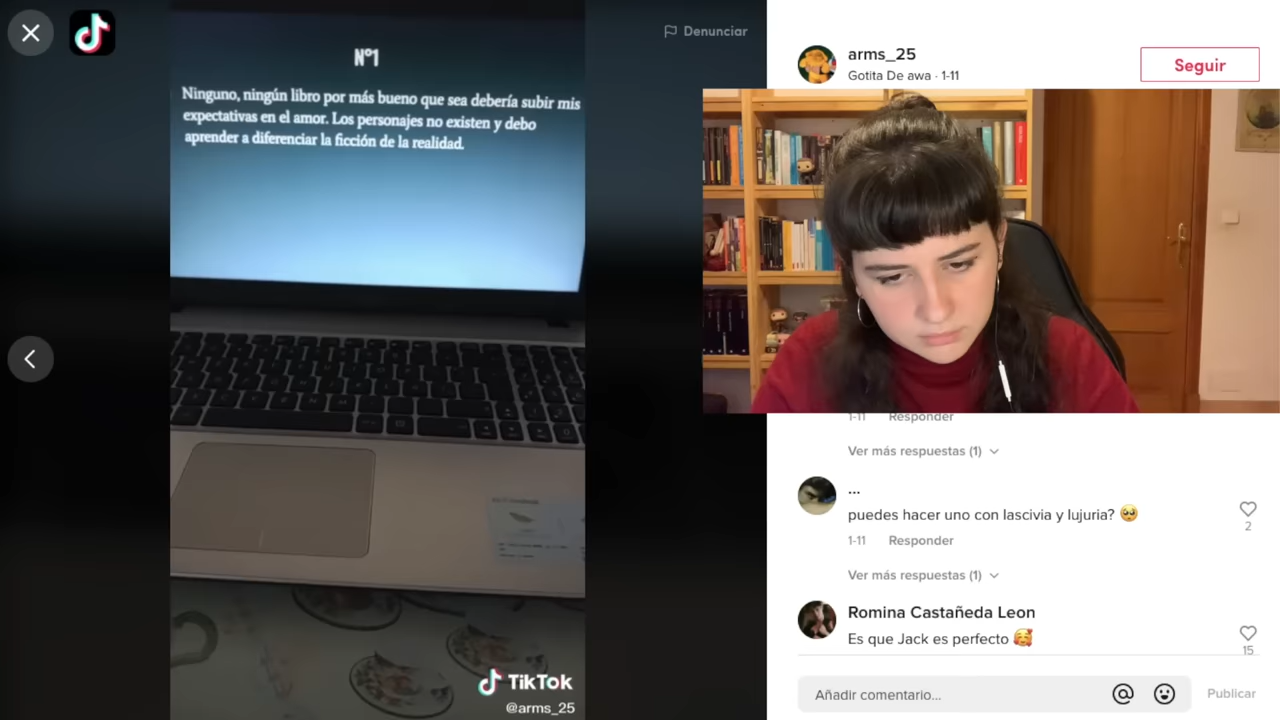 Denunciar
Nº1
Ninguno, ningún libro por más bueno que sea debería subir mis
expectativas en el amor. Los personajes no existen y debo
aprender a diferenciar la ficción de la realidad.
TikTok
@arms_25
arms_25
Gotita De awa · 1-11
Seguir
1-11 Responder
Ver más respuestas (1)
...
puedes hacer uno con lascivia y lujuria? 🥺
2
1-11 Responder
Ver más respuestas (1)
Romina Castañeda Leon
Es que Jack es perfecto 🥰
15
Añadir comentario...
Publicar